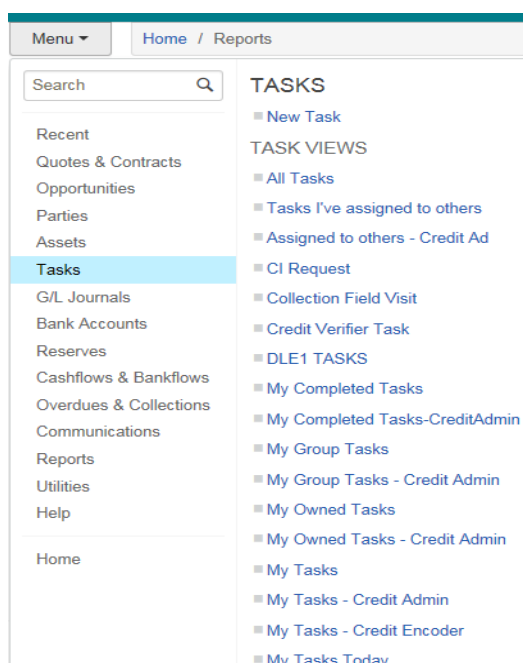 Menu
Home / Reports
Search
Recent
Quotes & Contracts
Opportunities
Parties
Assets
Tasks
G/L Journals
Bank Accounts
Reserves
Cashflows & Bankflows
Overdues & Collections
Communications
Reports
Utilities
Help
Home
TASKS
New Task
TASK VIEWS
All Tasks
Tasks I've assigned to others
Assigned to others - Credit Ad
CI Request
Collection Field Visit
Credit Verifier Task
DLE1 TASKS
My Completed Tasks
My Completed Tasks-CreditAdmin
My Group Tasks
My Group Tasks - Credit Admin
My Owned Tasks
My Owned Tasks - Credit Admin
My Tasks
My Tasks - Credit Admin
My Tasks - Credit Encoder
My Tasks Today